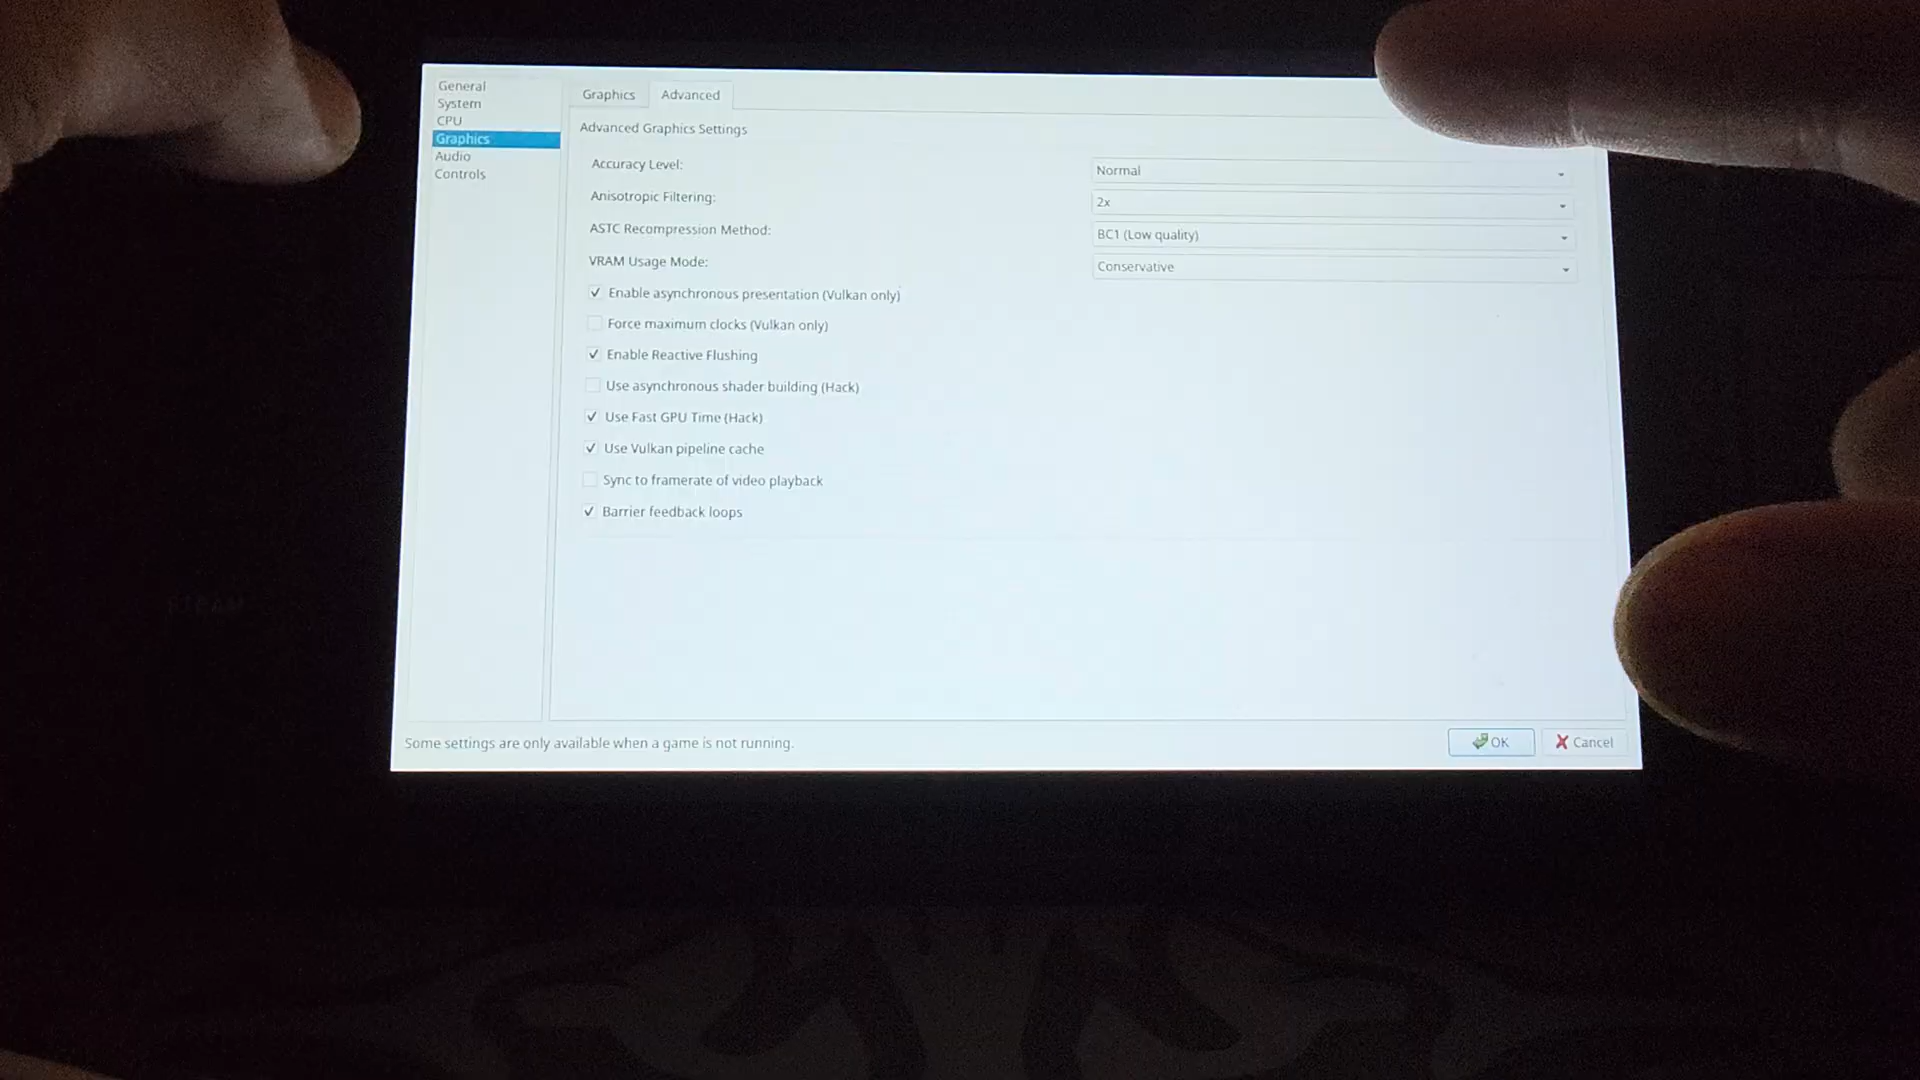 General
System
CPU
Graphics
Audio
Controls
Graphics Advanced
Advanced Graphics Settings
Accuracy Level: Normal
Anisotropic Filtering: 2x
ASTC Recompression Method: BC1 (Low quality)
VRAM Usage Mode: Conservative
Enable asynchronous presentation (Vulkan only)
Force maximum clocks (Vulkan only)
Enable Reactive Flushing
Use asynchronous shader building (Hack)
Use Fast GPU Time (Hack)
Use Vulkan pipeline cache
Sync to framerate of video playback
Barrier feedback loops
Some settings are only available when a game is not running.
OK Cancel
STEAM